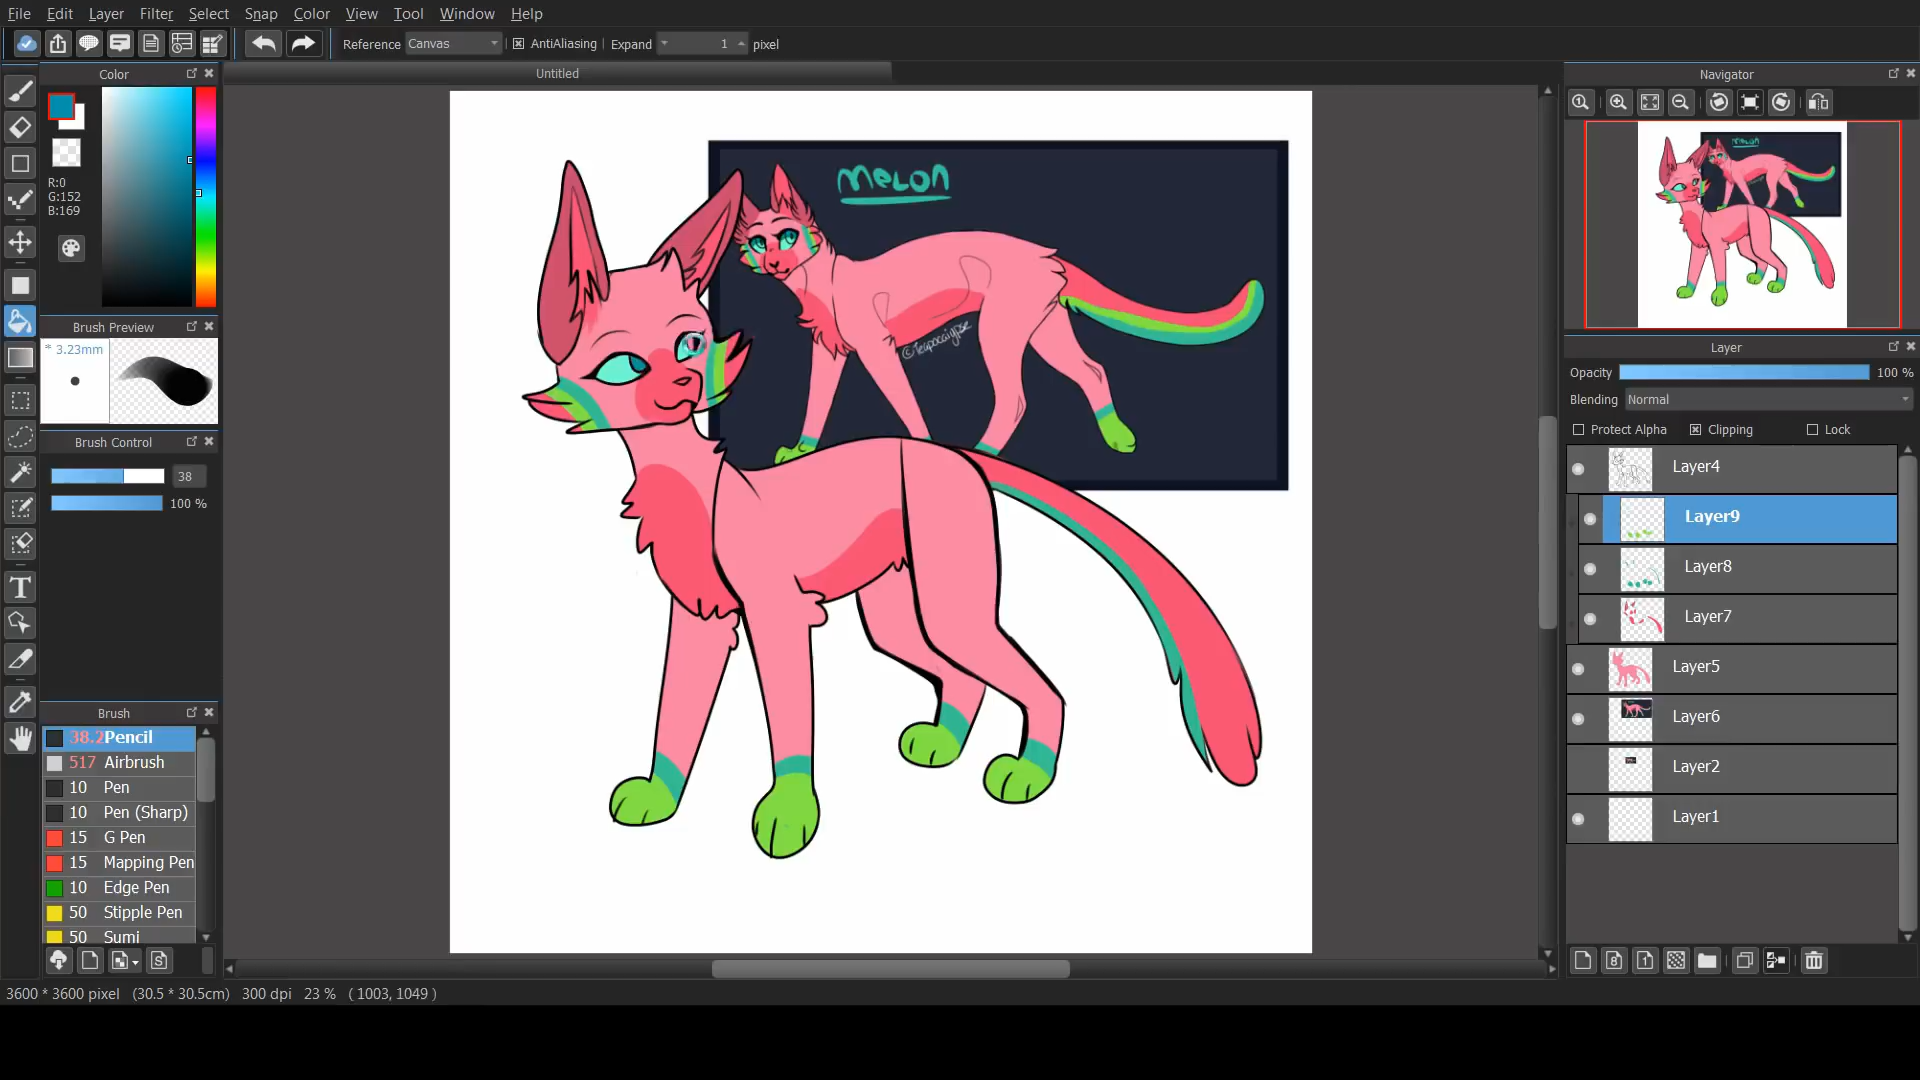 File Edit Layer Filter Select Snap Color View Tool Window Help
Reference Canvas AntiAliasing Expand 1 pixel
Color
Untitled
Navigator
R:0
G:152
B:169
MELON
Brush Preview
* 3.23mm
Layer
Opacity 100 %
Blending Normal
Protect Alpha Clipping Lock
Brush Control
38
100 %
Layer4
Layer9
Layer8
Layer7
Layer5
Layer6
Layer2
Layer1
Brush
38.2 Pencil
517 Airbrush
10 Pen
10 Pen (Sharp)
15 G Pen
15 Mapping Pen
10 Edge Pen
50 Stipple Pen
50 Sumi
3600 * 3600 pixel (30.5 * 30.5cm) 300 dpi 23 % ( 1003, 1049 )